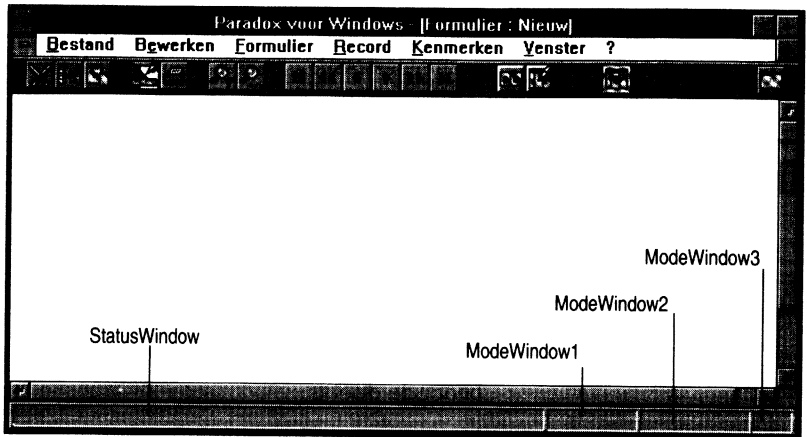 Paradox voor Windows - [Formulier : Nieuw]
Bestand Bewerken Formulier Record Kenmerken Venster ?
ModeWindow3
ModeWindow2
StatusWindow
ModeWindow1